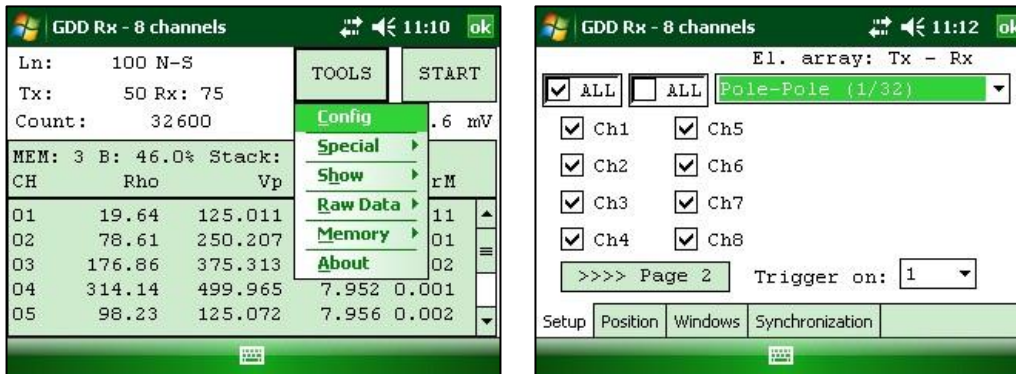 GDD Rx - 8 channels 11:10 ok
Ln: 100 N-S TOOLS START
Tx: 50 Rx: 75
Count: 32600 Config .6 mV
Special
MEM: 3 B: 46.0% Stack:
Show
CH Rho Vp rM
Raw Data
01 19.64 125.011 11
Memory
02 78.61 250.207 01
About
03 176.86 375.313 02
04 314.14 499.965 7.952 0.001
05 98.23 125.072 7.956 0.002
GDD Rx - 8 channels 11:12 ok
El. array: Tx - Rx
ALL ALL Pole-Pole (1/32)
Ch1 Ch5
Ch2 Ch6
Ch3 Ch7
Ch4 Ch8
>>>> Page 2 Trigger on: 1
Setup Position Windows Synchronization